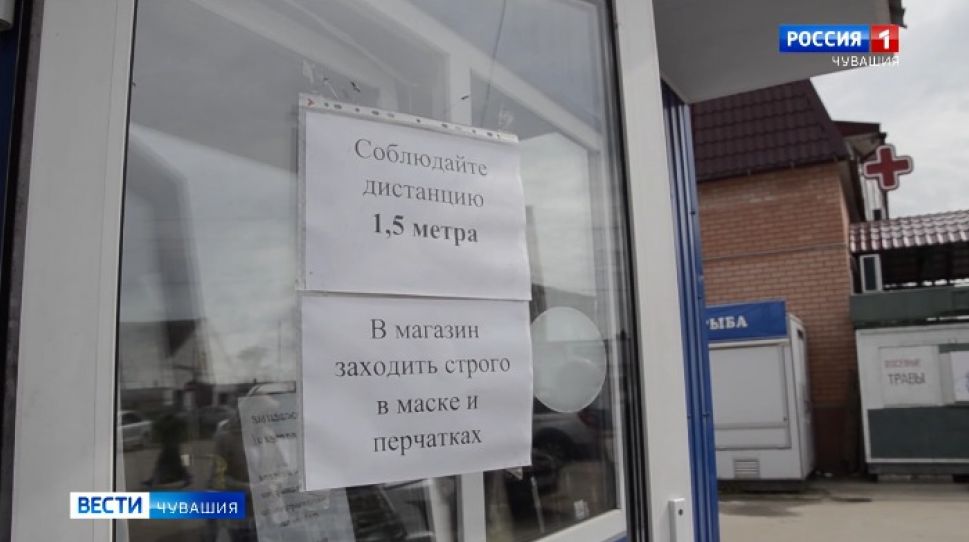 РОССИЯ 1
ЧУВАШИЯ
Соблюдайте
дистанцию
1,5 метра
В магазин
заходить строго
в маске и
перчатках
РЫБА
ТРАВЫ
ВЕСТИ ЧУВАШИЯ